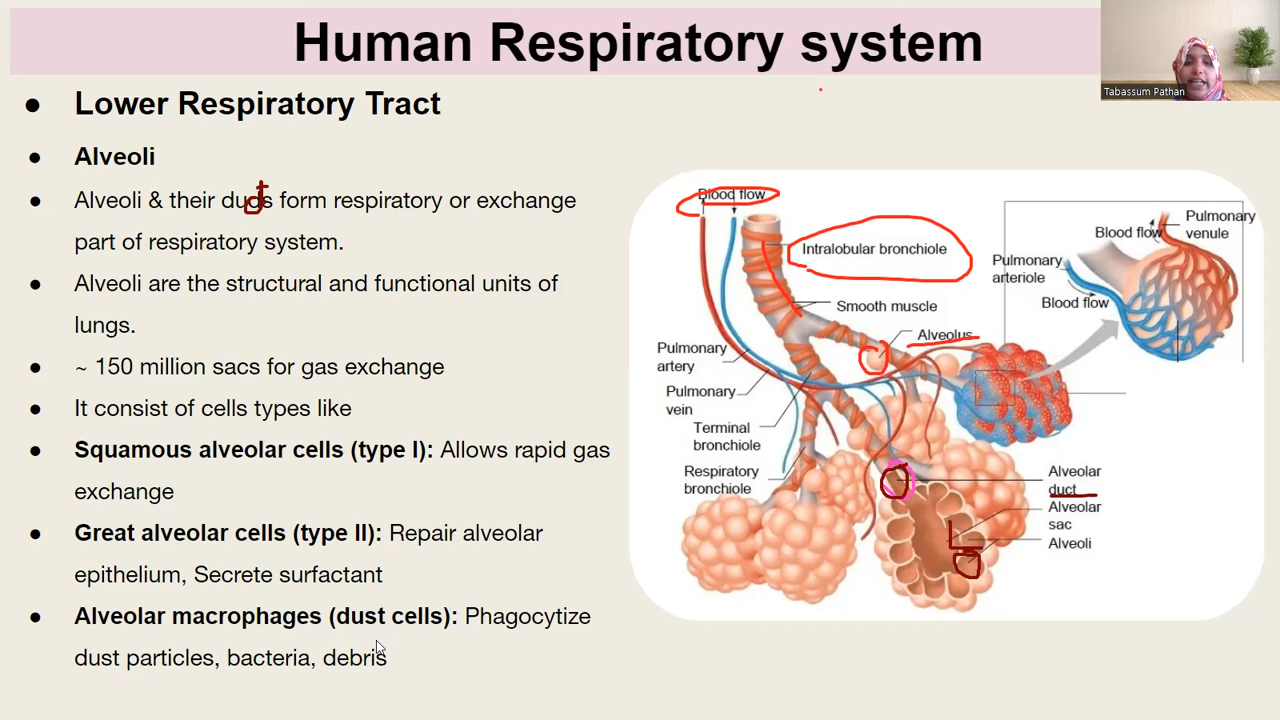 Human Respiratory system
Tabassum Pathan
● Lower Respiratory Tract
● Alveoli
● Alveoli & their duds form respiratory or exchange
part of respiratory system.
● Alveoli are the structural and functional units of
lungs.
● ~ 150 million sacs for gas exchange
● It consist of cells types like
● Squamous alveolar cells (type I): Allows rapid gas
exchange
● Great alveolar cells (type II): Repair alveolar
epithelium, Secrete surfactant
● Alveolar macrophages (dust cells): Phagocytize
dust particles, bacteria, debris
Blood flow
Intralobular bronchiole
Smooth muscle
Alveolus
Pulmonary
artery
Pulmonary
vein
Terminal
bronchiole
Respiratory
bronchiole
Pulmonary
venule
Blood flow
Pulmonary
arteriole
Blood flow
Alveolar
duct
Alveolar
sac
Alveoli